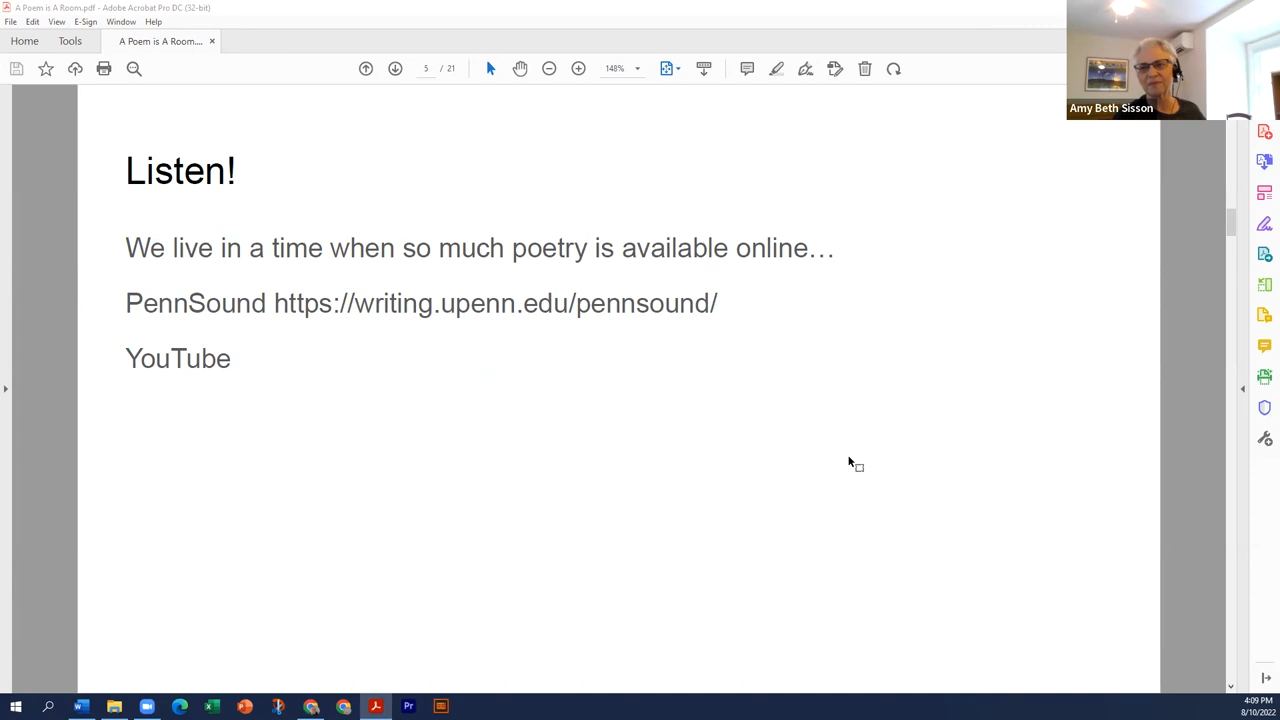 A Poem is A Room.pdf - Adobe Acrobat Pro DC (32-bit)
File Edit View E-Sign Window Help
Home Tools A Poem is A Room.... ×
5 / 21 148%
Amy Beth Sisson
Listen!
We live in a time when so much poetry is available online…
PennSound https://writing.upenn.edu/pennsound/
YouTube
4:09 PM
8/10/2022